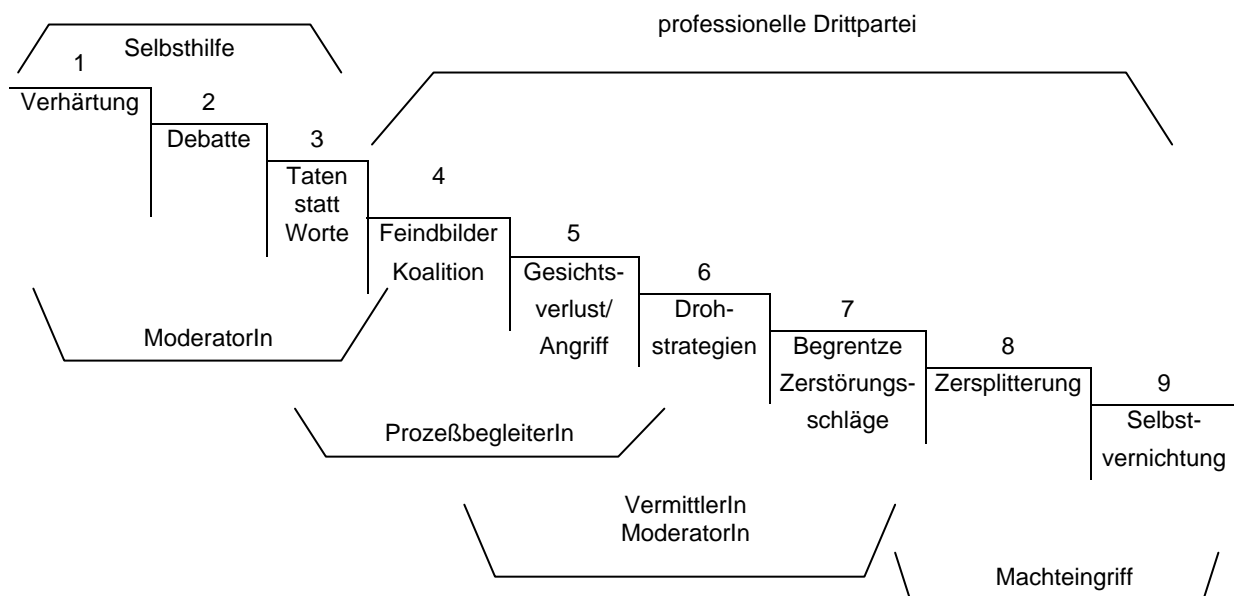 professionelle Drittpartei
Selbsthilfe
1
Verhärtung
2
Debatte
3
Taten
statt
Worte
4
Feindbilder
Koalition
5
Gesichts-
verlust/
Angriff
6
Droh-
strategien
7
Begrentze
Zerstörungs-
schläge
8
Zersplitterung
9
Selbst-
vernichtung
ModeratorIn
ProzeßbegleiterIn
VermittlerIn
ModeratorIn
Machteingriff